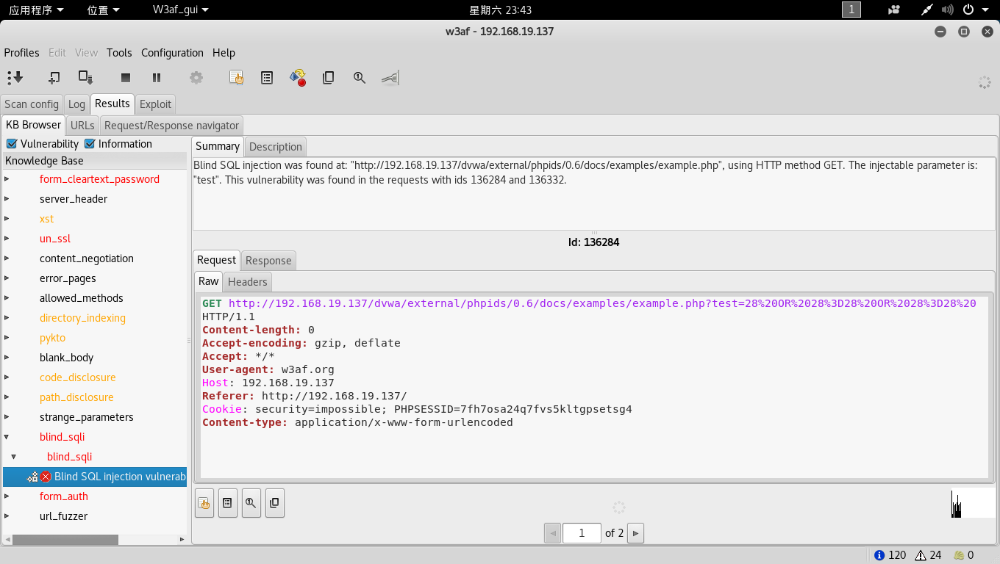 应用程序 位置 W3af_gui 星期六 23:43 1
w3af - 192.168.19.137
Profiles Edit View Tools Configuration Help
Scan config Log Results Exploit
KB Browser URLs Request/Response navigator
Vulnerability Information
Knowledge Base
form_cleartext_password
server_header
xst
un_ssl
content_negotiation
error_pages
allowed_methods
directory_indexing
pykto
blank_body
code_disclosure
path_disclosure
strange_parameters
blind_sqli
blind_sqli
Blind SQL injection vulnerab
form_auth
url_fuzzer
Summary Description
Blind SQL injection was found at: "http://192.168.19.137/dvwa/external/phpids/0.6/docs/examples/example.php", using HTTP method GET. The injectable parameter is:
"test". This vulnerability was found in the requests with ids 136284 and 136332.
Id: 136284
Request Response
Raw Headers
GET http://192.168.19.137/dvwa/external/phpids/0.6/docs/examples/example.php?test=28%20OR%2028%3D28%20OR%2028%3D28%20
HTTP/1.1
Content-length: 0
Accept-encoding: gzip, deflate
Accept: */*
User-agent: w3af.org
Host: 192.168.19.137
Referer: http://192.168.19.137/
Cookie: security=impossible; PHPSESSID=7fh7osa24q7fvs5kltgpsetsg4
Content-type: application/x-www-form-urlencoded
1 of 2
120 24 0